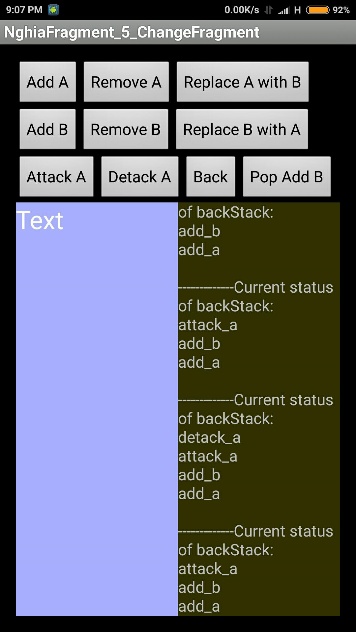 9:07 PM 0.00K/s H 92%
NghiaFragment_5_ChangeFragment
Add A Remove A Replace A with B
Add B Remove B Replace B with A
Attack A Detack A Back Pop Add B
Text
of backStack:
add_b
add_a
--------------Current status
of backStack:
attack_a
add_b
add_a
--------------Current status
of backStack:
detack_a
attack_a
add_b
add_a
--------------Current status
of backStack:
attack_a
add_b
add_a